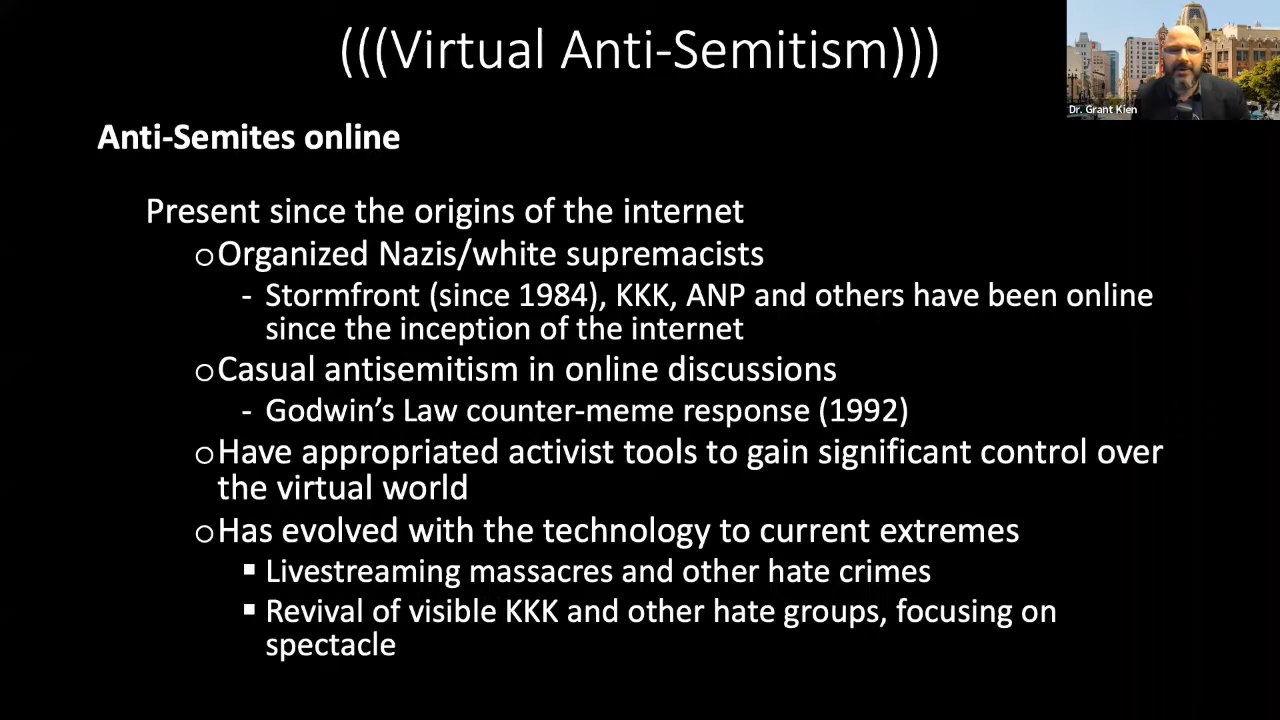 (((Virtual Anti-Semitism)))
Dr. Grant Kien
Anti-Semites online
Present since the origins of the internet
oOrganized Nazis/white supremacists
- Stormfront (since 1984), KKK, ANP and others have been online
since the inception of the internet
oCasual antisemitism in online discussions
- Godwin's Law counter-meme response (1992)
oHave appropriated activist tools to gain significant control over
the virtual world
oHas evolved with the technology to current extremes
▪ Livestreaming massacres and other hate crimes
▪ Revival of visible KKK and other hate groups, focusing on
spectacle